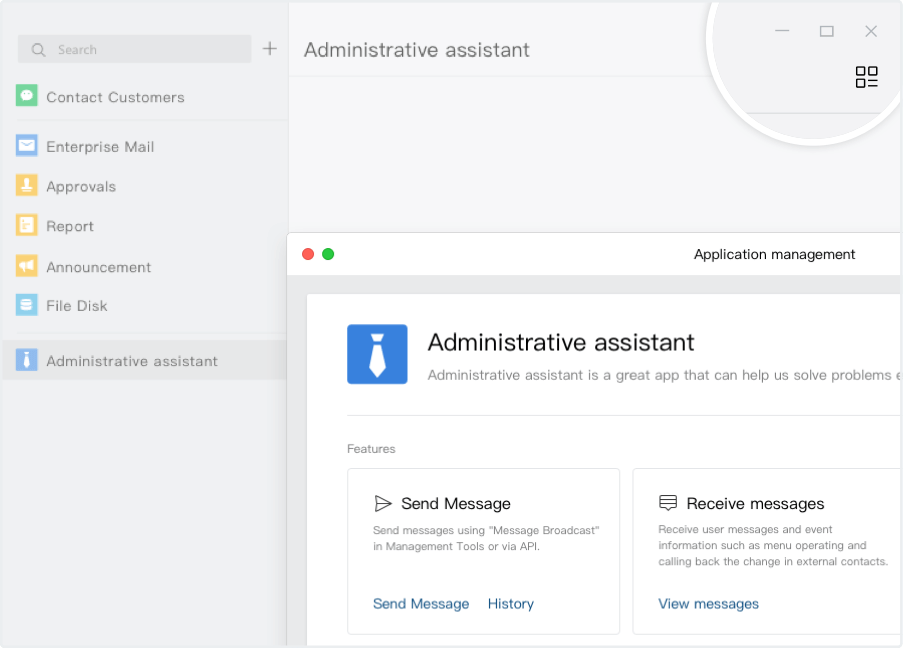 Search
Administrative assistant
Contact Customers
Enterprise Mail
Approvals
Report
Announcement
File Disk
Administrative assistant
Application management
Administrative assistant
Administrative assistant is a great app that can help us solve problems
Features
Send Message
Send messages using "Message Broadcast"
in Management Tools or via API.
Send Message History
Receive messages
Receive user messages and event
information such as menu operating and
calling back the change in external contacts.
View messages